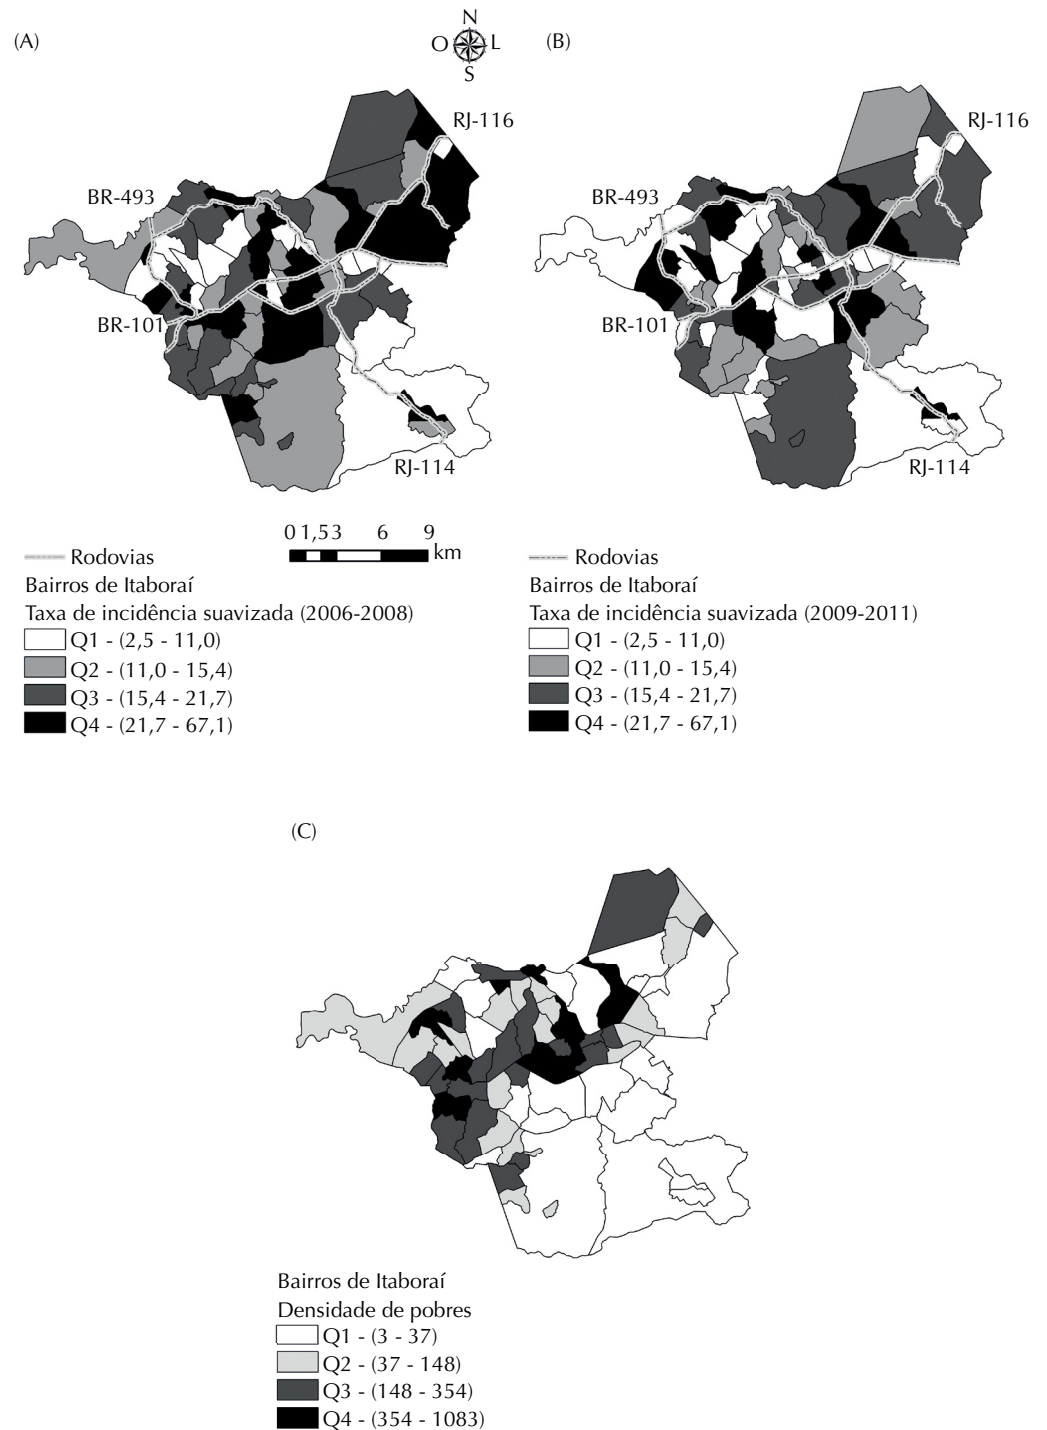 (A)
N
O L
S
(B)
RJ-116
BR-493
BR-101
RJ-114
RJ-116
BR-493
BR-101
RJ-114
0 1,5 3 6 9
km
Rodovias
Bairros de Itaboraí
Taxa de incidência suavizada (2006-2008)
Q1 - (2,5 - 11,0)
Q2 - (11,0 - 15,4)
Q3 - (15,4 - 21,7)
Q4 - (21,7 - 67,1)
Rodovias
Bairros de Itaboraí
Taxa de incidência suavizada (2009-2011)
Q1 - (2,5 - 11,0)
Q2 - (11,0 - 15,4)
Q3 - (15,4 - 21,7)
Q4 - (21,7 - 67,1)
(C)
Bairros de Itaboraí
Densidade de pobres
Q1 - (3 - 37)
Q2 - (37 - 148)
Q3 - (148 - 354)
Q4 - (354 - 1083)